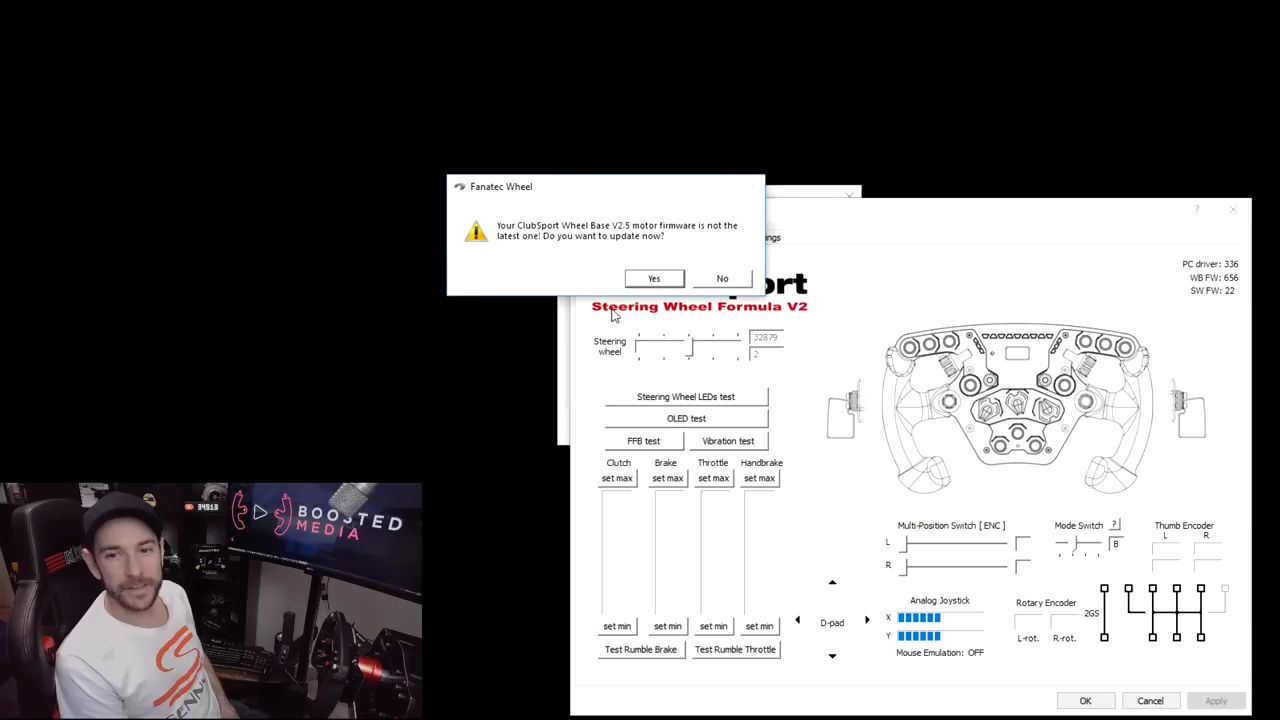 Fanatec Wheel
Your ClubSport Wheel Base V2.5 motor firmware is not the
latest one! Do you want to update now?
Yes
No
?
ngs
ort
PC driver: 336
WB FW: 656
SW FW: 22
Steering Wheel Formula V2
Steering
wheel
32879
2
Steering Wheel LEDs test
OLED test
FFB test
Vibration test
Clutch
Brake
Throttle
Handbrake
set max
set max
set max
set max
set min
set min
set min
set min
Test Rumble Brake
Test Rumble Throttle
Multi-Position Switch [ ENC ]
L
R
Mode Switch
?
B
Thumb Encoder
L
R
D-pad
Analog Joystick
X
Y
Mouse Emulation: OFF
Rotary Encoder
L-rot.
R-rot.
2GS
OK
Cancel
Apply
BOOSTED
MEDIA
34513
FANATEC